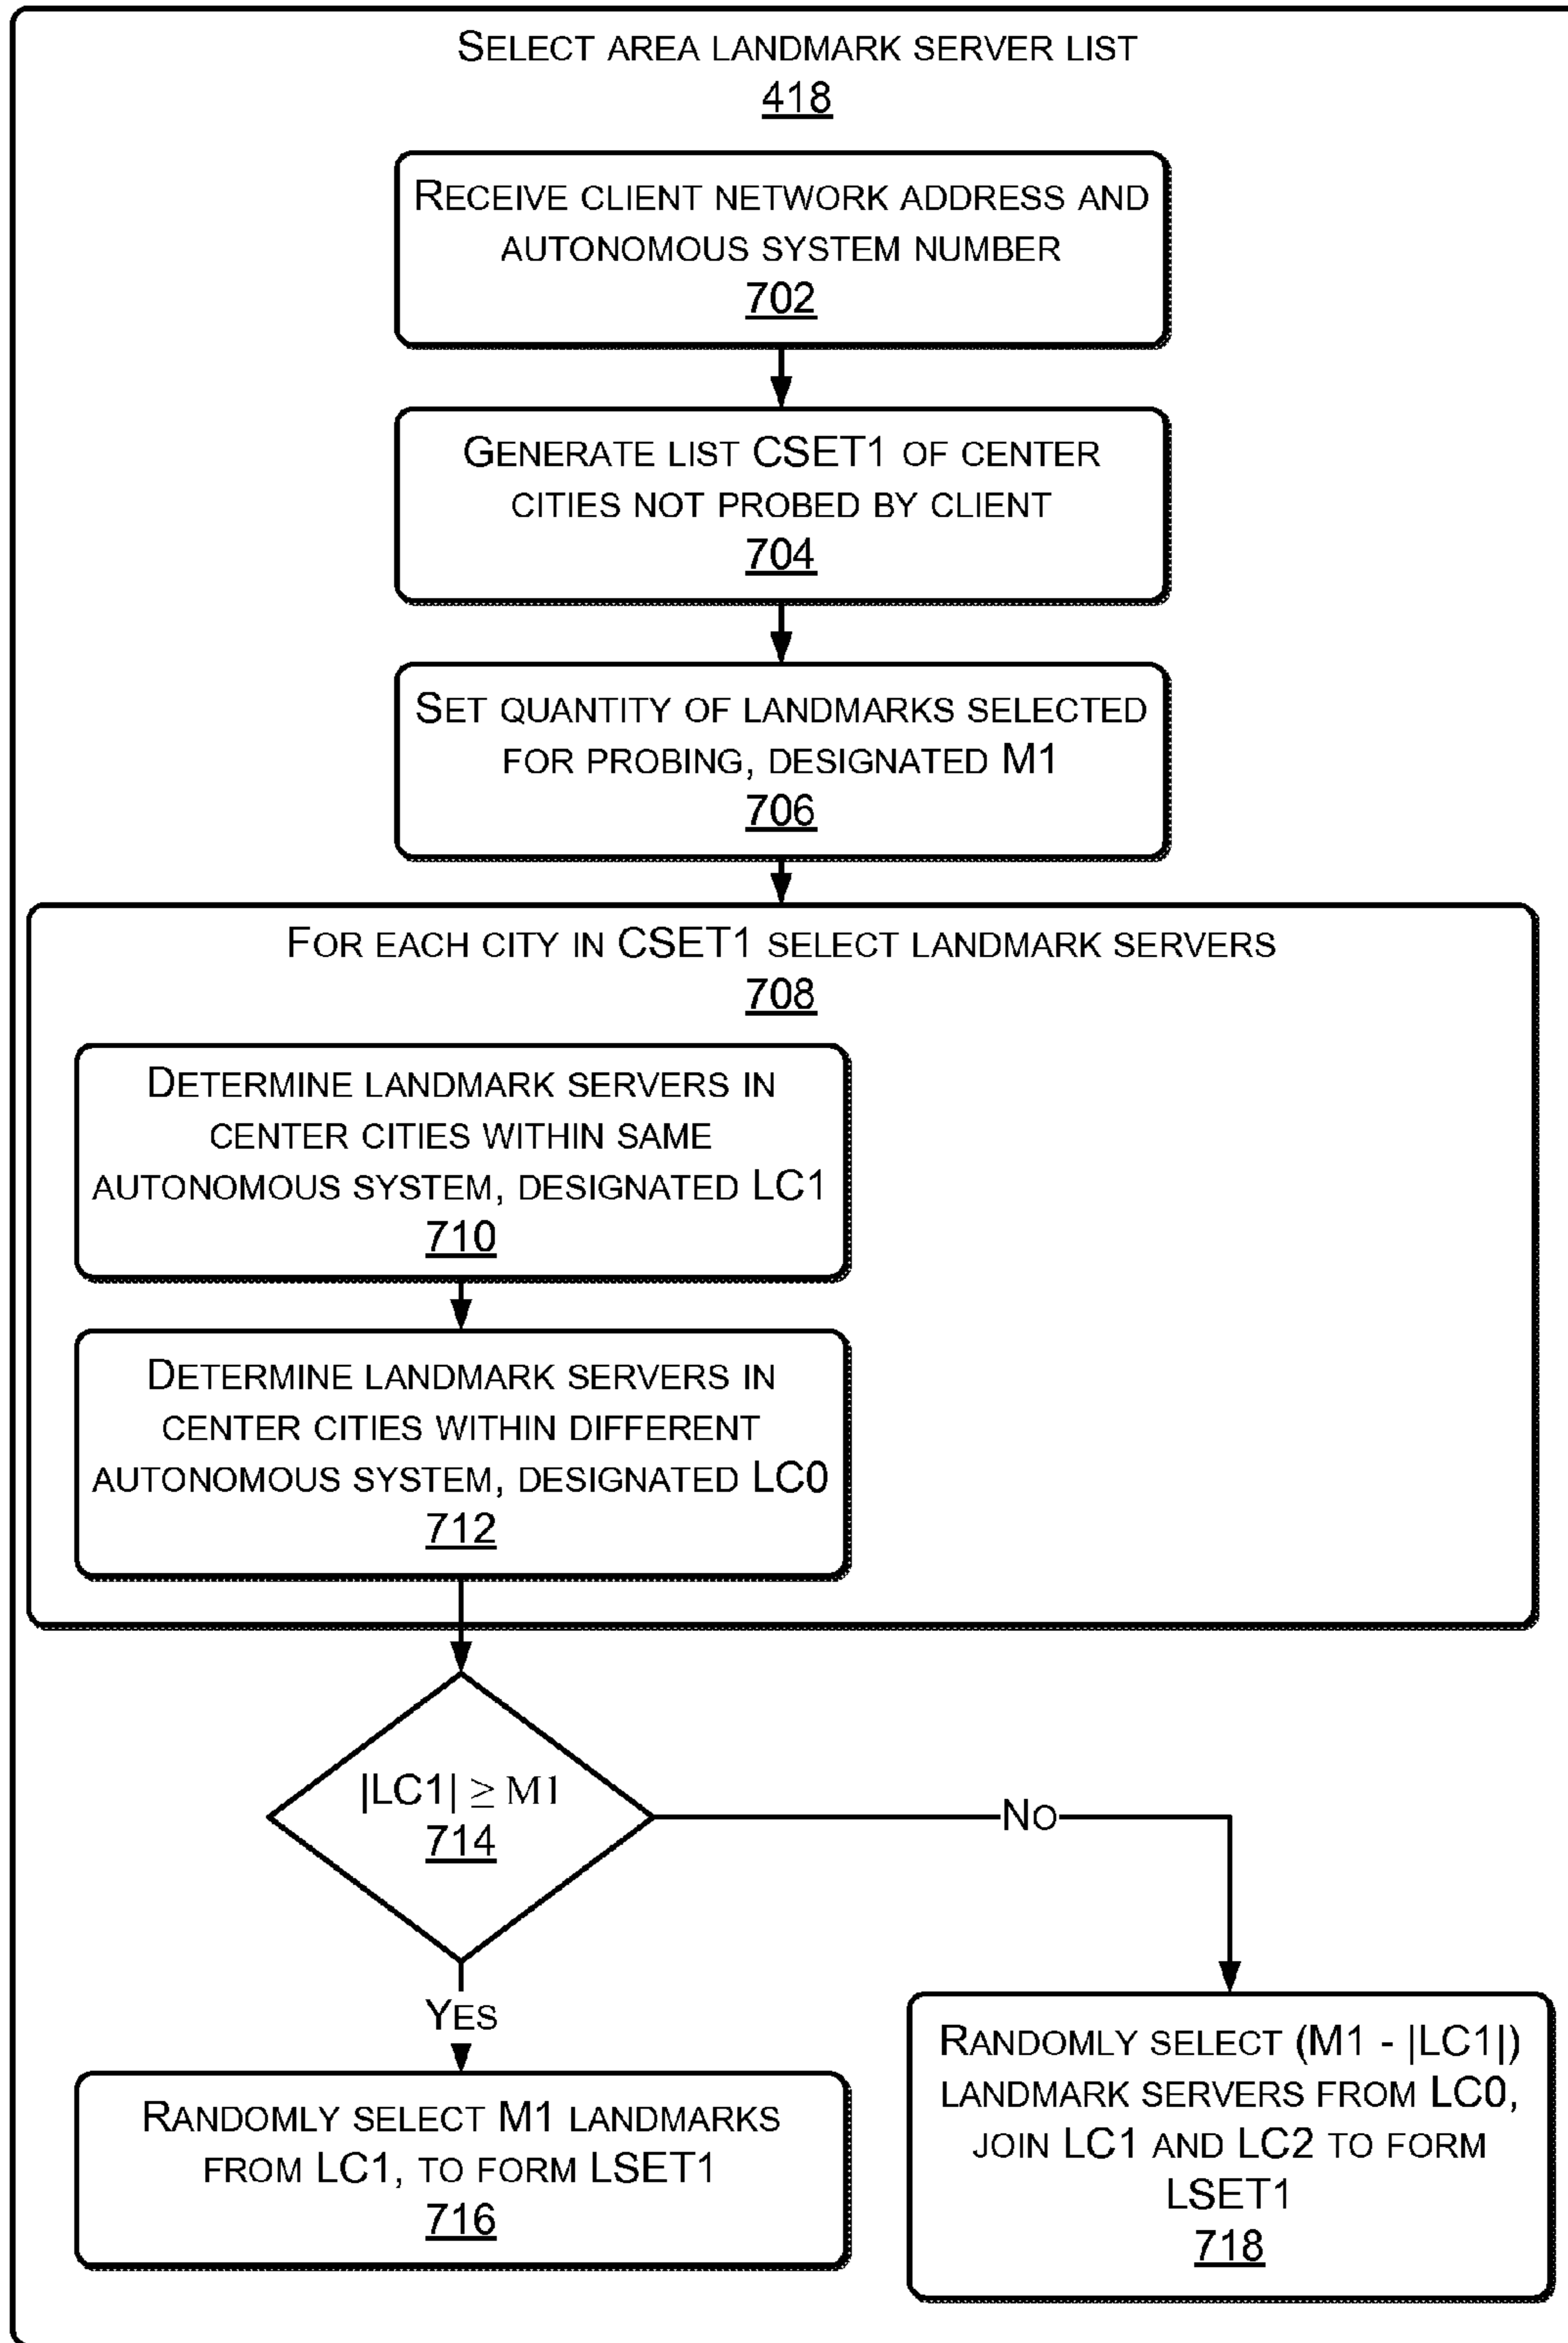 SELECT AREA LANDMARK SERVER LIST
418
RECEIVE CLIENT NETWORK ADDRESS AND
AUTONOMOUS SYSTEM NUMBER
702
GENERATE LIST CSET1 OF CENTER
CITIES NOT PROBED BY CLIENT
704
SET QUANTITY OF LANDMARKS SELECTED
FOR PROBING, DESIGNATED M1
706
FOR EACH CITY IN CSET1 SELECT LANDMARK SERVERS
708
DETERMINE LANDMARK SERVERS IN
CENTER CITIES WITHIN SAME
AUTONOMOUS SYSTEM, DESIGNATED LC1
710
DETERMINE LANDMARK SERVERS IN
CENTER CITIES WITHIN DIFFERENT
AUTONOMOUS SYSTEM, DESIGNATED LC0
712
|LC1| ≥ M1
714
NO
YES
RANDOMLY SELECT M1 LANDMARKS
FROM LC1, TO FORM LSET1
716
RANDOMLY SELECT (M1 - |LC1|)
LANDMARK SERVERS FROM LC0,
JOIN LC1 AND LC2 TO FORM
LSET1
718